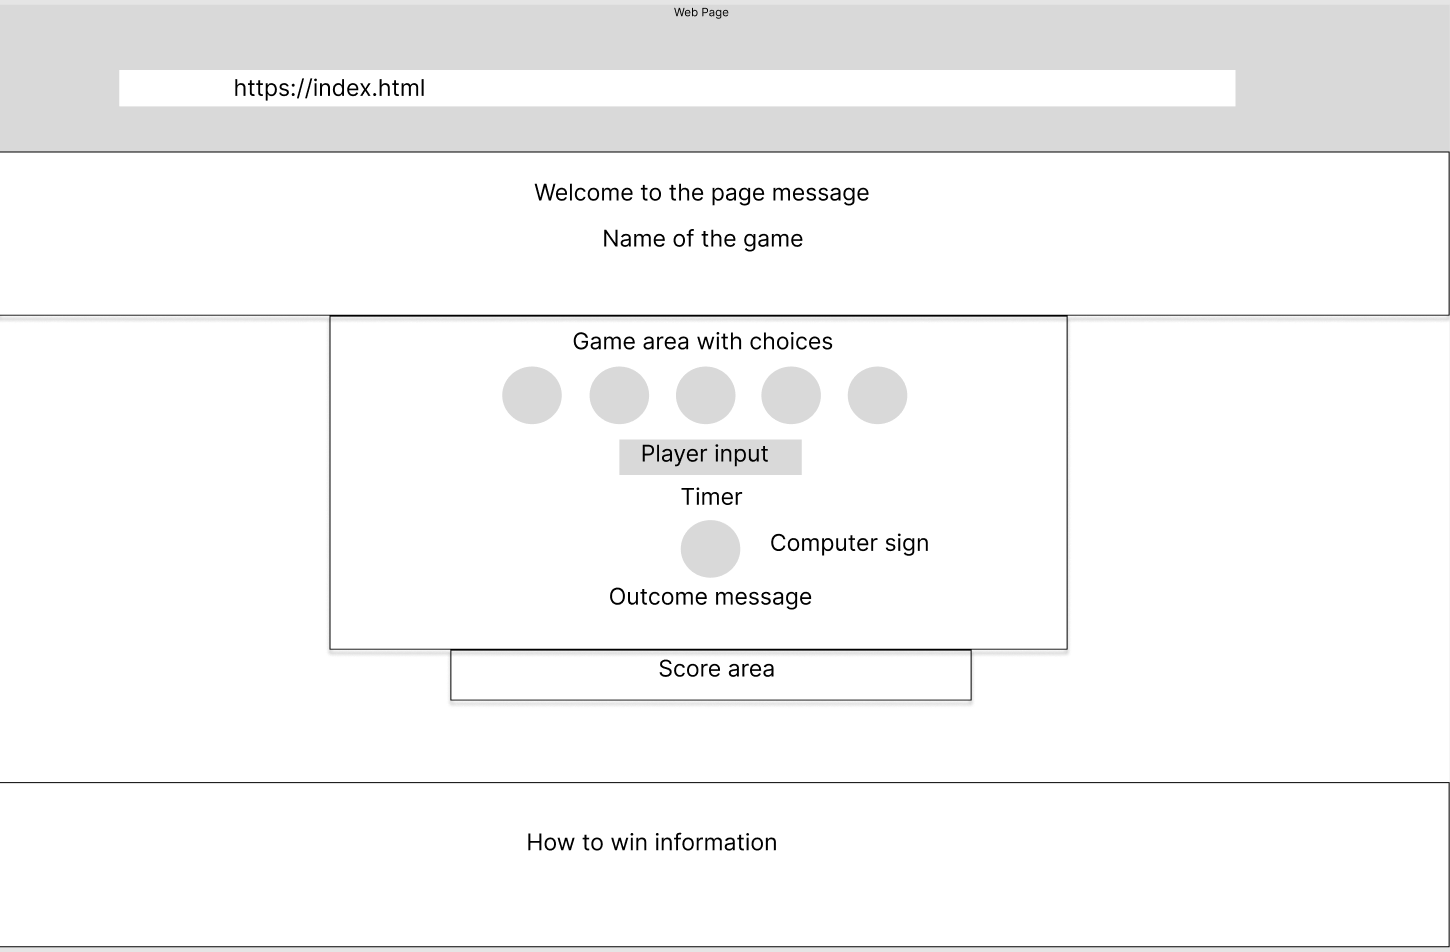 Web Page
https://index.html
Welcome to the page message
Name of the game
Game area with choices
Player input
Timer
Computer sign
Outcome message
Score area
How to win information